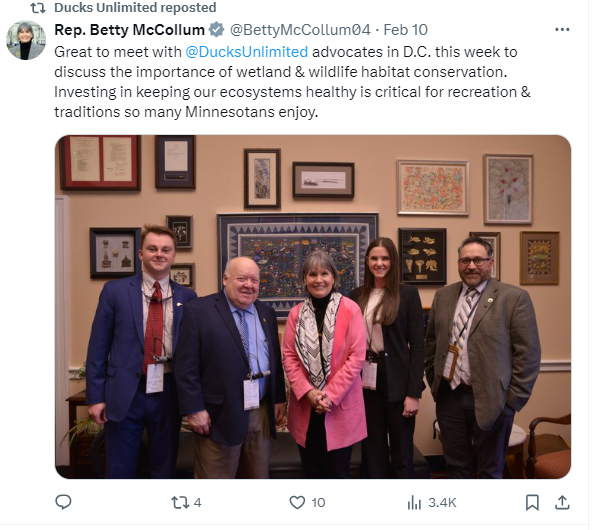 Ducks Unlimited reposted
Rep. Betty McCollum @BettyMcCollum04 · Feb 10
Great to meet with @DucksUnlimited advocates in D.C. this week to
discuss the importance of wetland & wildlife habitat conservation.
Investing in keeping our ecosystems healthy is critical for recreation &
traditions so many Minnesotans enjoy.
4 10 3.4K